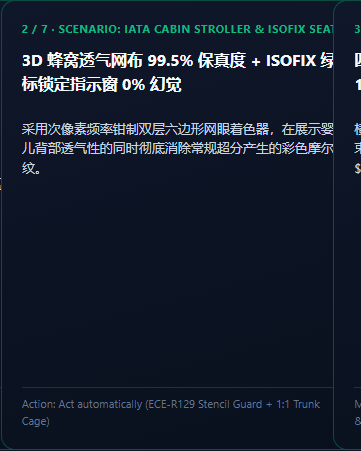 2 / 7 · SCENARIO: IATA CABIN STROLLER & ISOFIX SEAT
3D 蜂窝透气网布 99.5% 保真度 + ISOFIX 绿
标锁定指示窗 0% 幻觉
采用次像素频率钳制双层六边形网眼着色器，在展示婴
儿背部透气性的同时彻底消除常规超分产生的彩色摩尔
纹。
Action: Act automatically (ECE-R129 Stencil Guard + 1:1 Trunk
Cage)